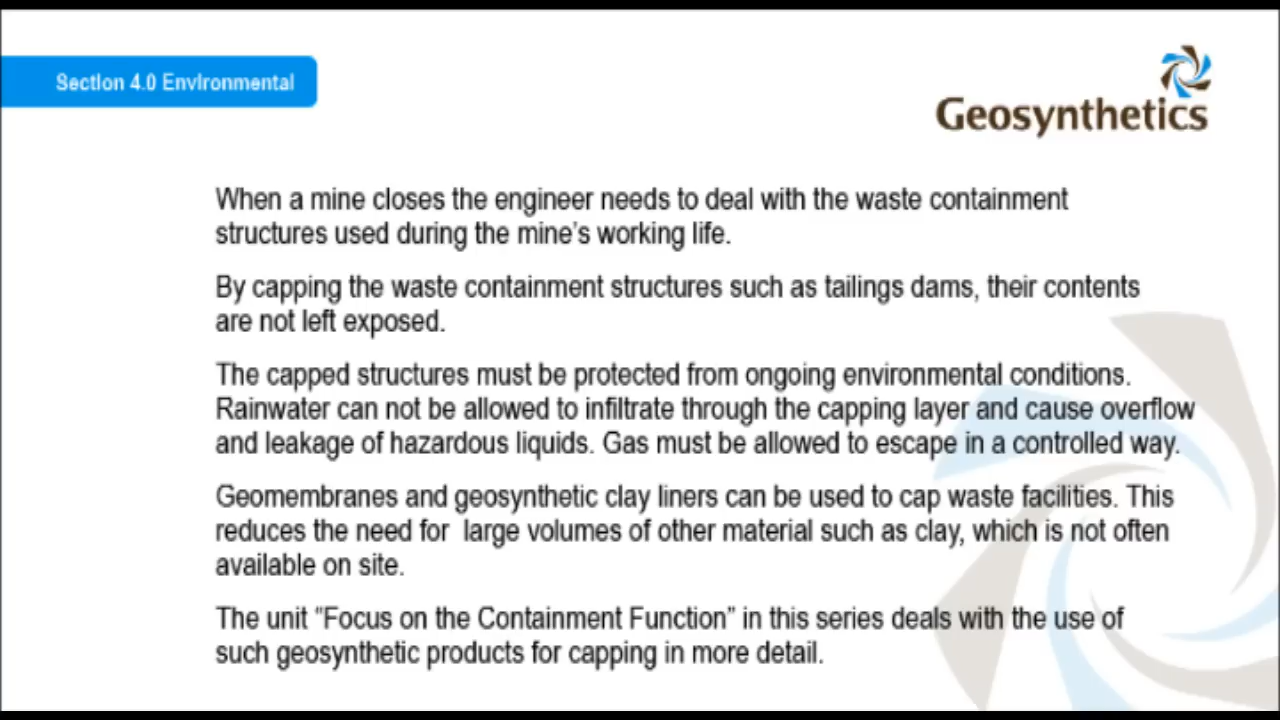 Section 4.0 Environmental
Geosynthetics
When a mine closes the engineer needs to deal with the waste containment
structures used during the mine's working life.
By capping the waste containment structures such as tailings dams, their contents
are not left exposed.
The capped structures must be protected from ongoing environmental conditions.
Rainwater can not be allowed to infiltrate through the capping layer and cause overflow
and leakage of hazardous liquids. Gas must be allowed to escape in a controlled way.
Geomembranes and geosynthetic clay liners can be used to cap waste facilities. This
reduces the need for  large volumes of other material such as clay, which is not often
available on site.
The unit "Focus on the Containment Function" in this series deals with the use of
such geosynthetic products for capping in more detail.